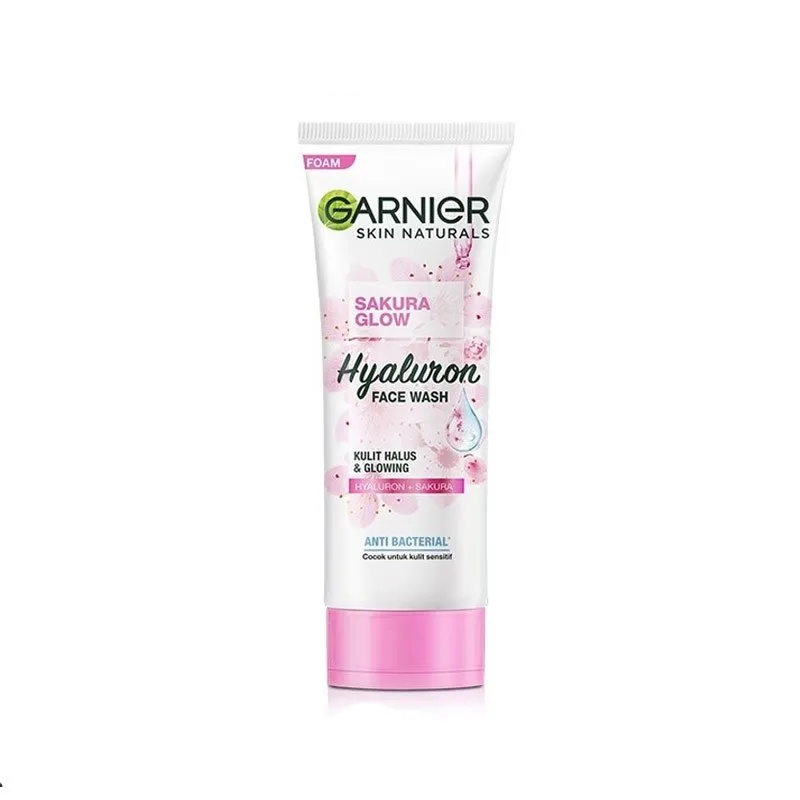 FOAM
GARNIER
SKIN NATURALS
SAKURA
GLOW
Hyaluron
FACE WASH
KULIT HALUS
& GLOWING
HYALURON + SAKURA
ANTI BACTERIAL*
Cocok untuk kulit sensitif